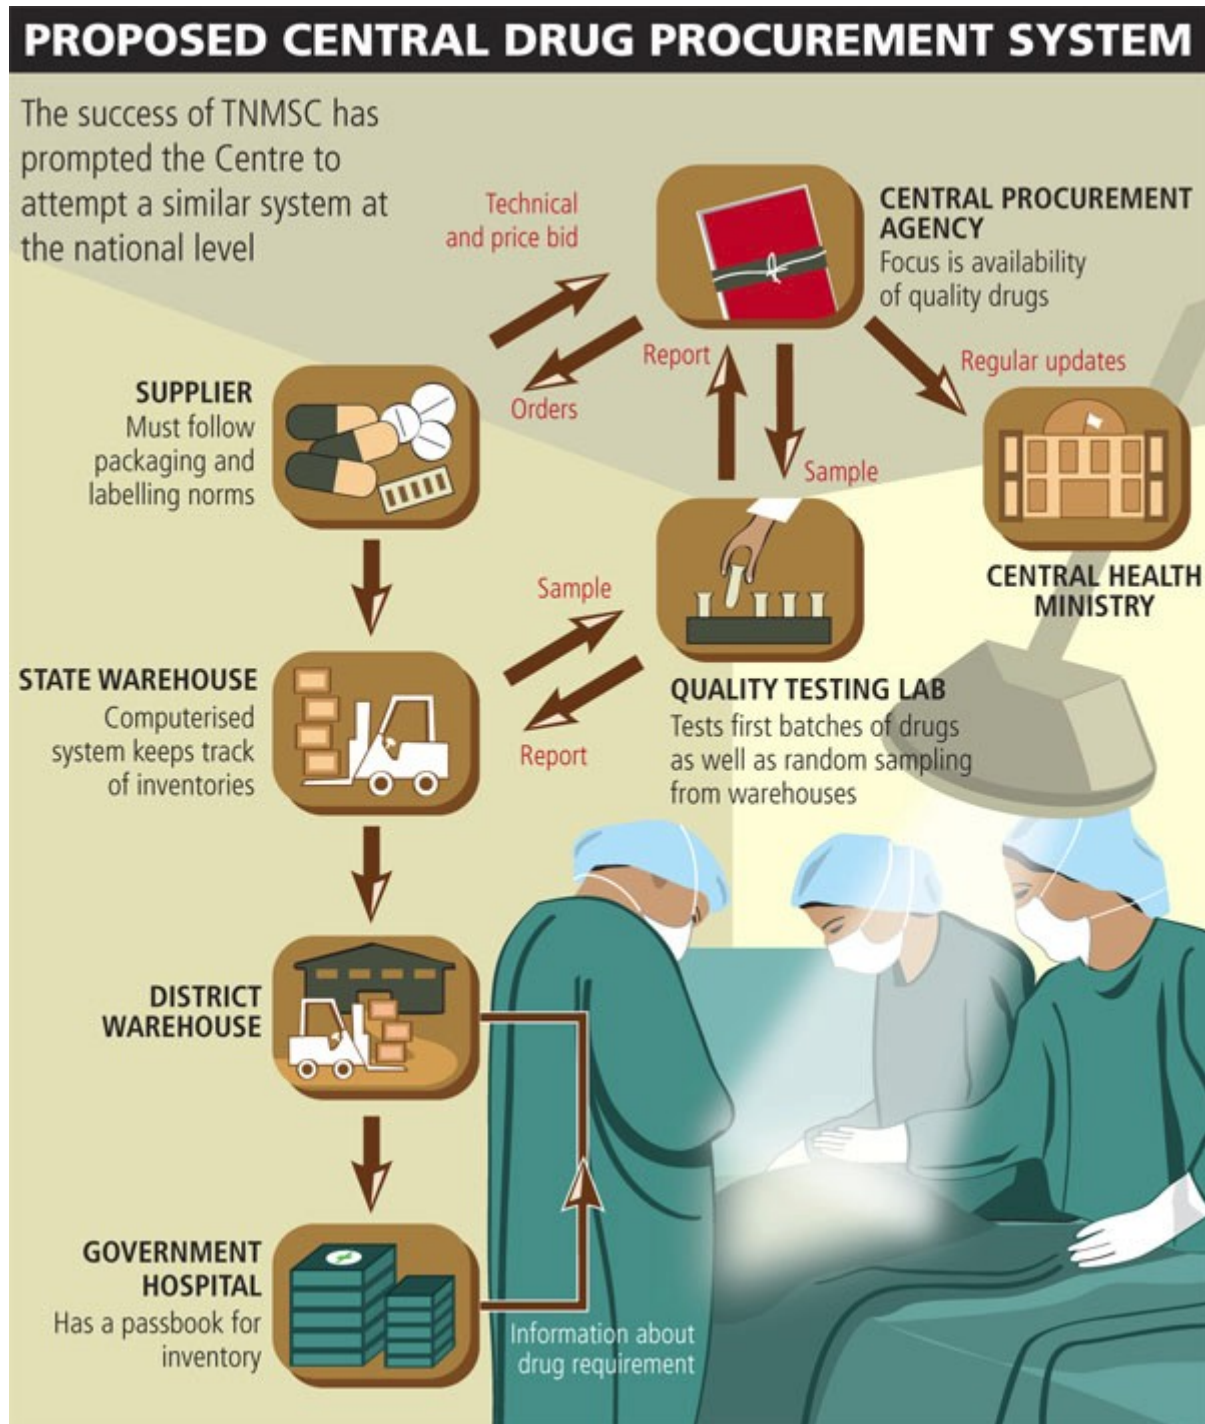 PROPOSED CENTRAL DRUG PROCUREMENT SYSTEM
The success of TNMSC has
prompted the Centre to
attempt a similar system at
the national level
Technical
and price bid
CENTRAL PROCUREMENT
AGENCY
Focus is availability
of quality drugs
Report
Regular updates
Orders
Sample
SUPPLIER
Must follow
packaging and
labelling norms
CENTRAL HEALTH
MINISTRY
Sample
STATE WAREHOUSE
Computerised
system keeps track
of inventories
Report
QUALITY TESTING LAB
Tests first batches of drugs
as well as random sampling
from warehouses
DISTRICT
WAREHOUSE
GOVERNMENT
HOSPITAL
Has a passbook for
inventory
Information about
drug requirement